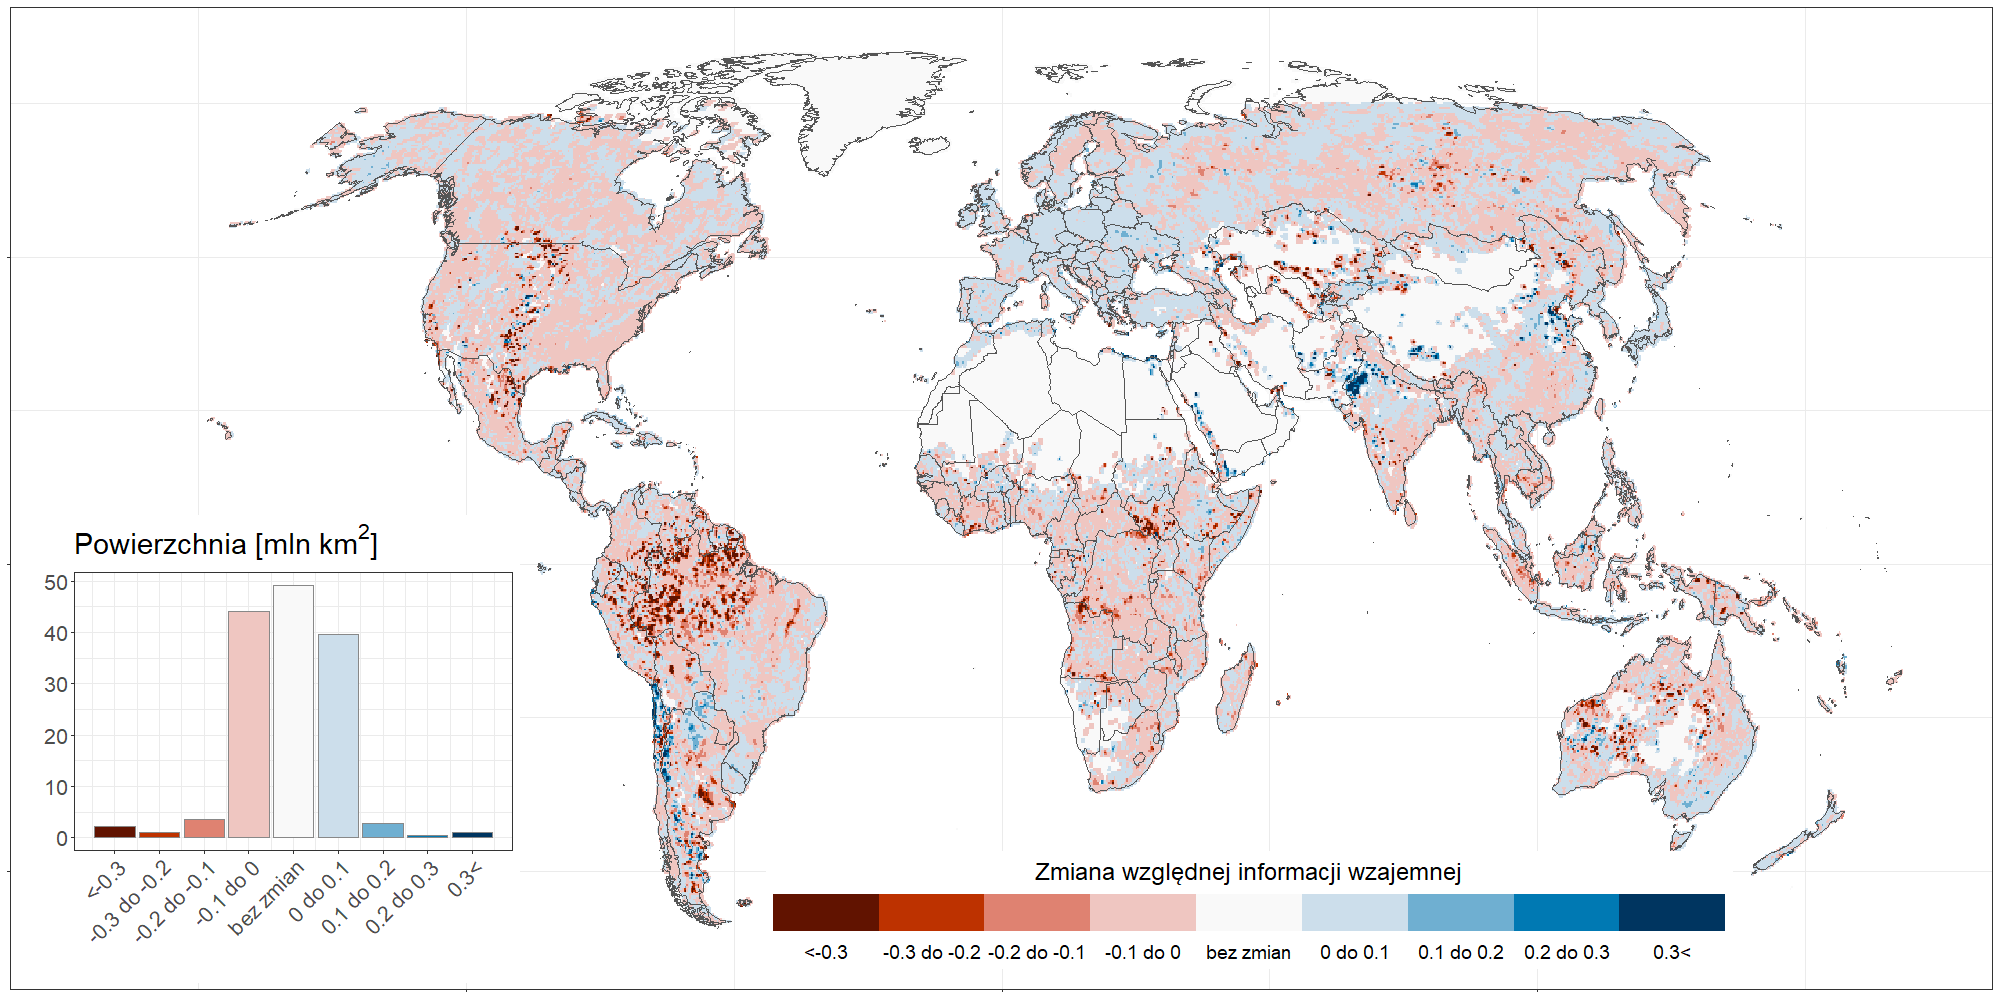 Powierzchnia [mln km²]
50
40
30
20
10
0
<-0.3
-0.3 do -0.2
-0.2 do -0.1
-0.1 do 0
bez zmian
0 do 0.1
0.1 do 0.2
0.2 do 0.3
0.3<
Zmiana względnej informacji wzajemnej
<-0.3 -0.3 do -0.2 -0.2 do -0.1 -0.1 do 0 bez zmian 0 do 0.1 0.1 do 0.2 0.2 do 0.3 0.3<